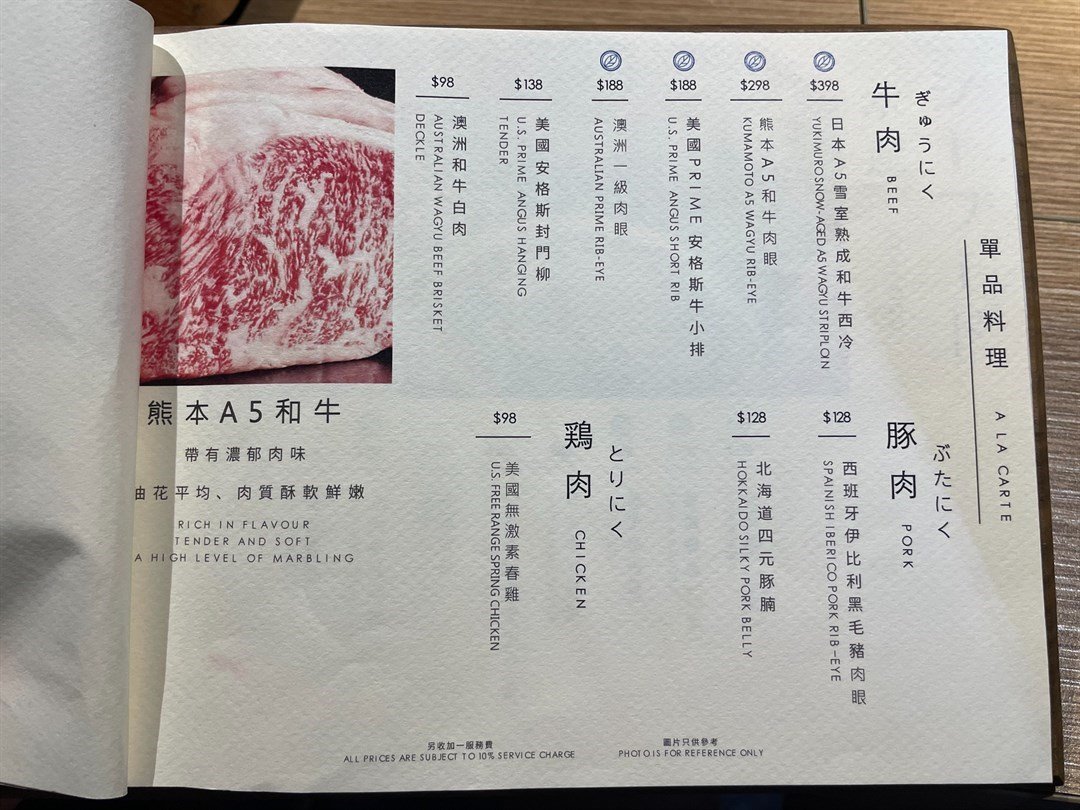 單品料理
A LA CARTE
ぎゅうにく
牛肉
BEEF
$398
日本A5雪室熟成和牛西冷
YUKIMURO SNOW-AGED A5 WAGYU STRIPLOIN
$298
熊本A5和牛肉眼
KUMAMOTO A5 WAGYU RIB-EYE
$188
美國PRIME安格斯牛小排
U.S. PRIME ANGUS SHORT RIB
$188
澳洲一級肉眼
AUSTRALIAN PRIME RIB-EYE
$138
美國安格斯封門柳
U.S. PRIME ANGUS HANGING
TENDER
$98
澳洲和牛白肉
AUSTRALIAN WAGYU BEEF BRISKET
DECKLE
ぶたにく
豚肉
PORK
$128
西班牙伊比利黑毛豬肉眼
SPAINISH IBERICO PORK RIB-EYE
$128
北海道四元豚腩
HOKKAIDO SILKY PORK BELLY
とりにく
鶏肉
CHICKEN
$98
美國無激素春雞
U.S. FREE RANGE SPRING CHICKEN
熊本A5和牛
帶有濃郁肉味
油花平均、肉質酥軟鮮嫩
RICH IN FLAVOUR
TENDER AND SOFT
A HIGH LEVEL OF MARBLING
另收加一服務費
ALL PRICES ARE SUBJECT TO 10% SERVICE CHARGE
圖片只供參考
PHOTO IS FOR REFERENCE ONLY